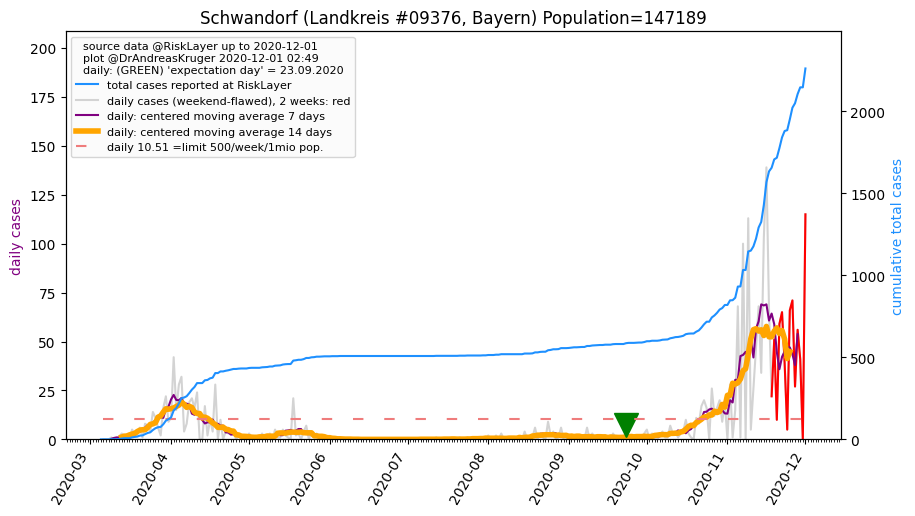 Schwandorf (Landkreis #09376, Bayern) Population=147189
source data @RiskLayer up to 2020-12-01
plot @DrAndreasKruger 2020-12-01 02:49
daily: (GREEN) 'expectation day' = 23.09.2020
total cases reported at RiskLayer
daily cases (weekend-flawed), 2 weeks: red
daily: centered moving average 7 days
daily: centered moving average 14 days
daily 10.51 =limit 500/week/1mio pop.
daily cases
200
175
150
125
100
75
50
25
0
cumulative total cases
2000
1500
1000
500
0
2020-03
2020-04
2020-05
2020-06
2020-07
2020-08
2020-09
2020-10
2020-11
2020-12